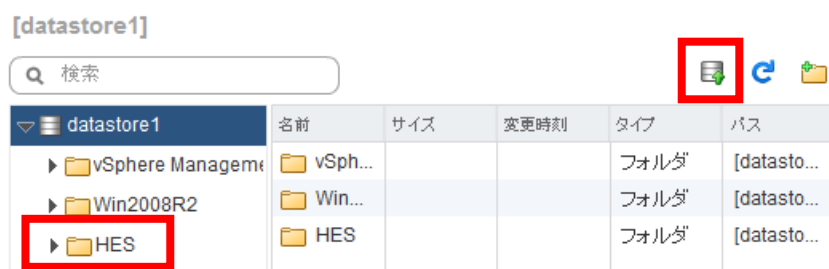 [datastore1]
検索
datastore1
名前 サイズ 変更時刻 タイプ パス
vSphere Manageme
vSph... フォルダ [datasto...
Win2008R2
Win... フォルダ [datasto...
HES
HES フォルダ [datasto...